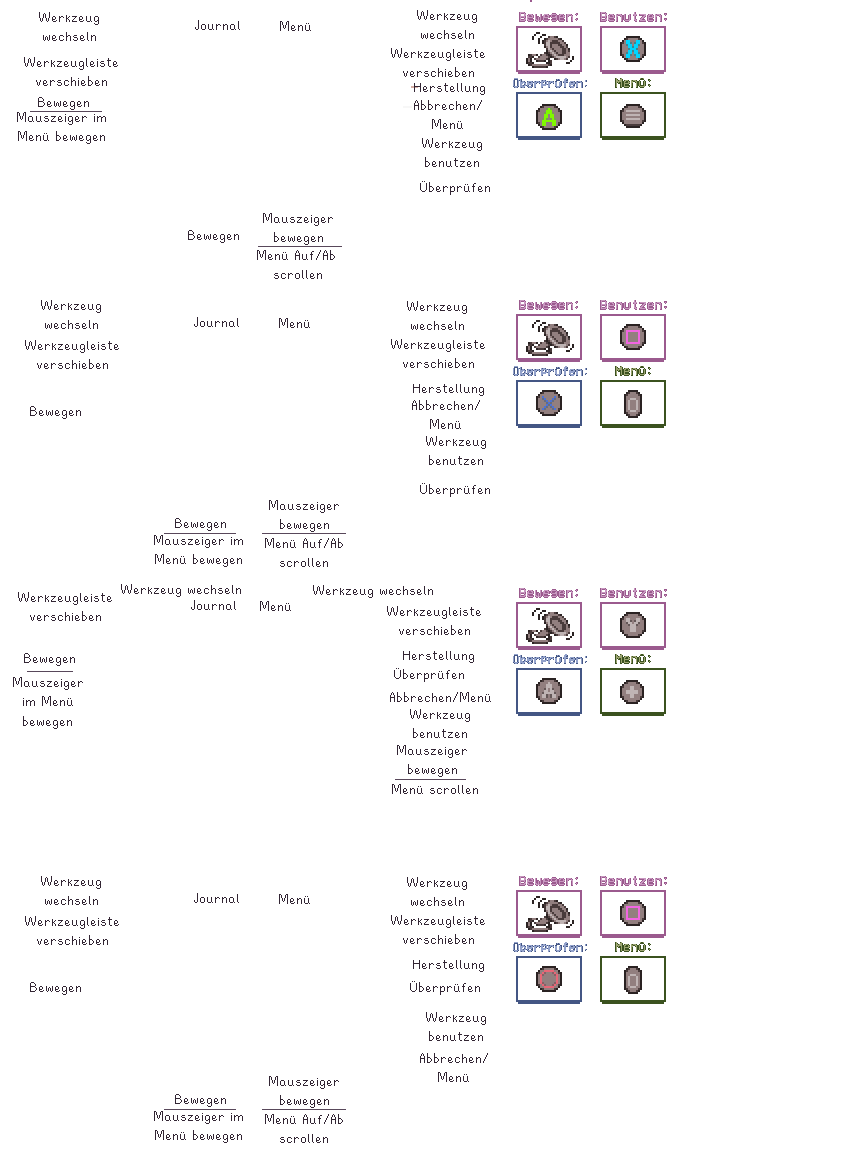 Werkzeug
wechseln
Werkzeugleiste
verschieben
Bewegen
Mauszeiger im
Menü bewegen
Journal
Menü
Werkzeug
wechseln
Werkzeugleiste
verschieben
Herstellung
Abbrechen/
Menü
Werkzeug
benutzen
Überprüfen
Bewegen
Mauszeiger
bewegen
Menü Auf/Ab
scrollen
Bewegen:
Benutzen:
X
Überprüfen:
Menü:
A
Werkzeug
wechseln
Werkzeugleiste
verschieben
Bewegen
Journal
Menü
Werkzeug
wechseln
Werkzeugleiste
verschieben
Herstellung
Abbrechen/
Menü
Werkzeug
benutzen
Überprüfen
Bewegen
Mauszeiger im
Menü bewegen
Mauszeiger
bewegen
Menü Auf/Ab
scrollen
Bewegen:
Benutzen:
Überprüfen:
Menü:
Werkzeugleiste
verschieben
Bewegen
Mauszeiger
im Menü
bewegen
Werkzeug wechseln
Journal
Menü
Werkzeug wechseln
Werkzeugleiste
verschieben
Herstellung
Überprüfen
Abbrechen/Menü
Werkzeug
benutzen
Mauszeiger
bewegen
Menü scrollen
Bewegen:
Benutzen:
Y
Überprüfen:
Menü:
A
Werkzeug
wechseln
Werkzeugleiste
verschieben
Bewegen
Journal
Menü
Werkzeug
wechseln
Werkzeugleiste
verschieben
Herstellung
Überprüfen
Werkzeug
benutzen
Abbrechen/
Menü
Bewegen
Mauszeiger im
Menü bewegen
Mauszeiger
bewegen
Menü Auf/Ab
scrollen
Bewegen:
Benutzen:
Überprüfen:
Menü: